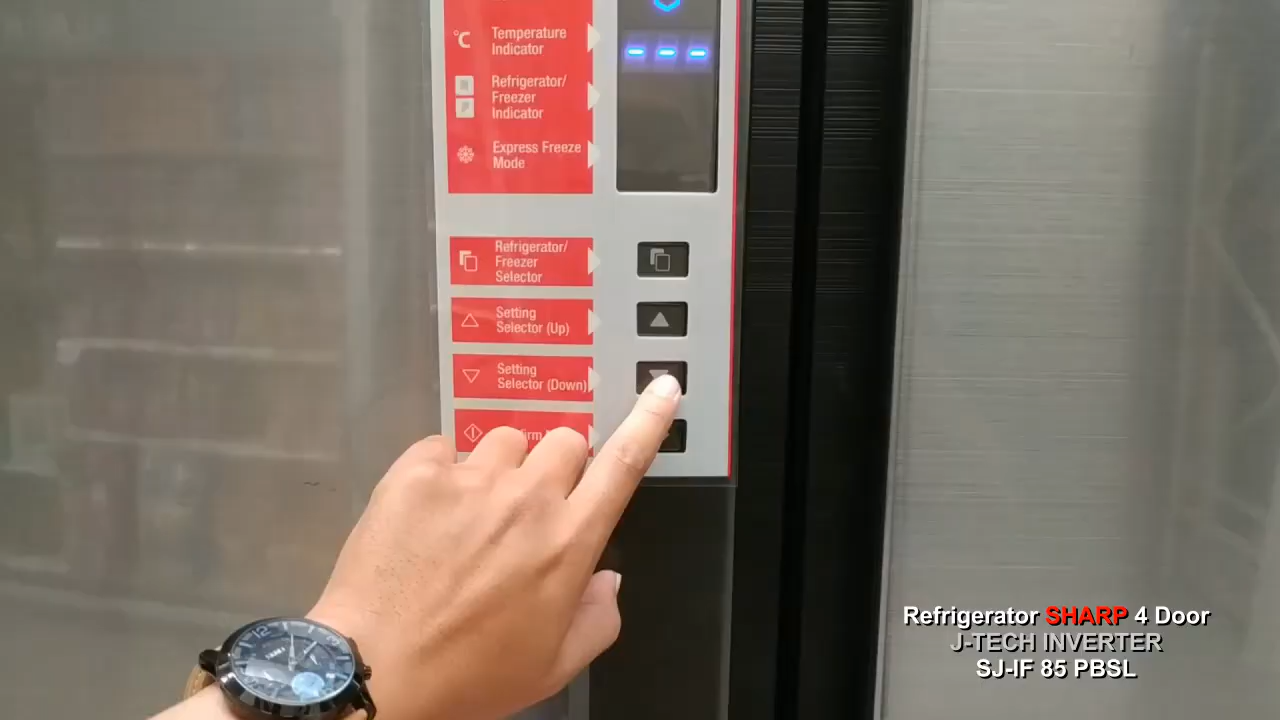 °C
Temperature
Indicator
R
F
Refrigerator/
Freezer
Indicator
Express Freeze
Mode
Refrigerator/
Freezer
Selector
Setting
Selector (Up)
Setting
Selector (Down)
Refrigerator SHARP 4 Door
J-TECH INVERTER
SJ-IF 85 PBSL